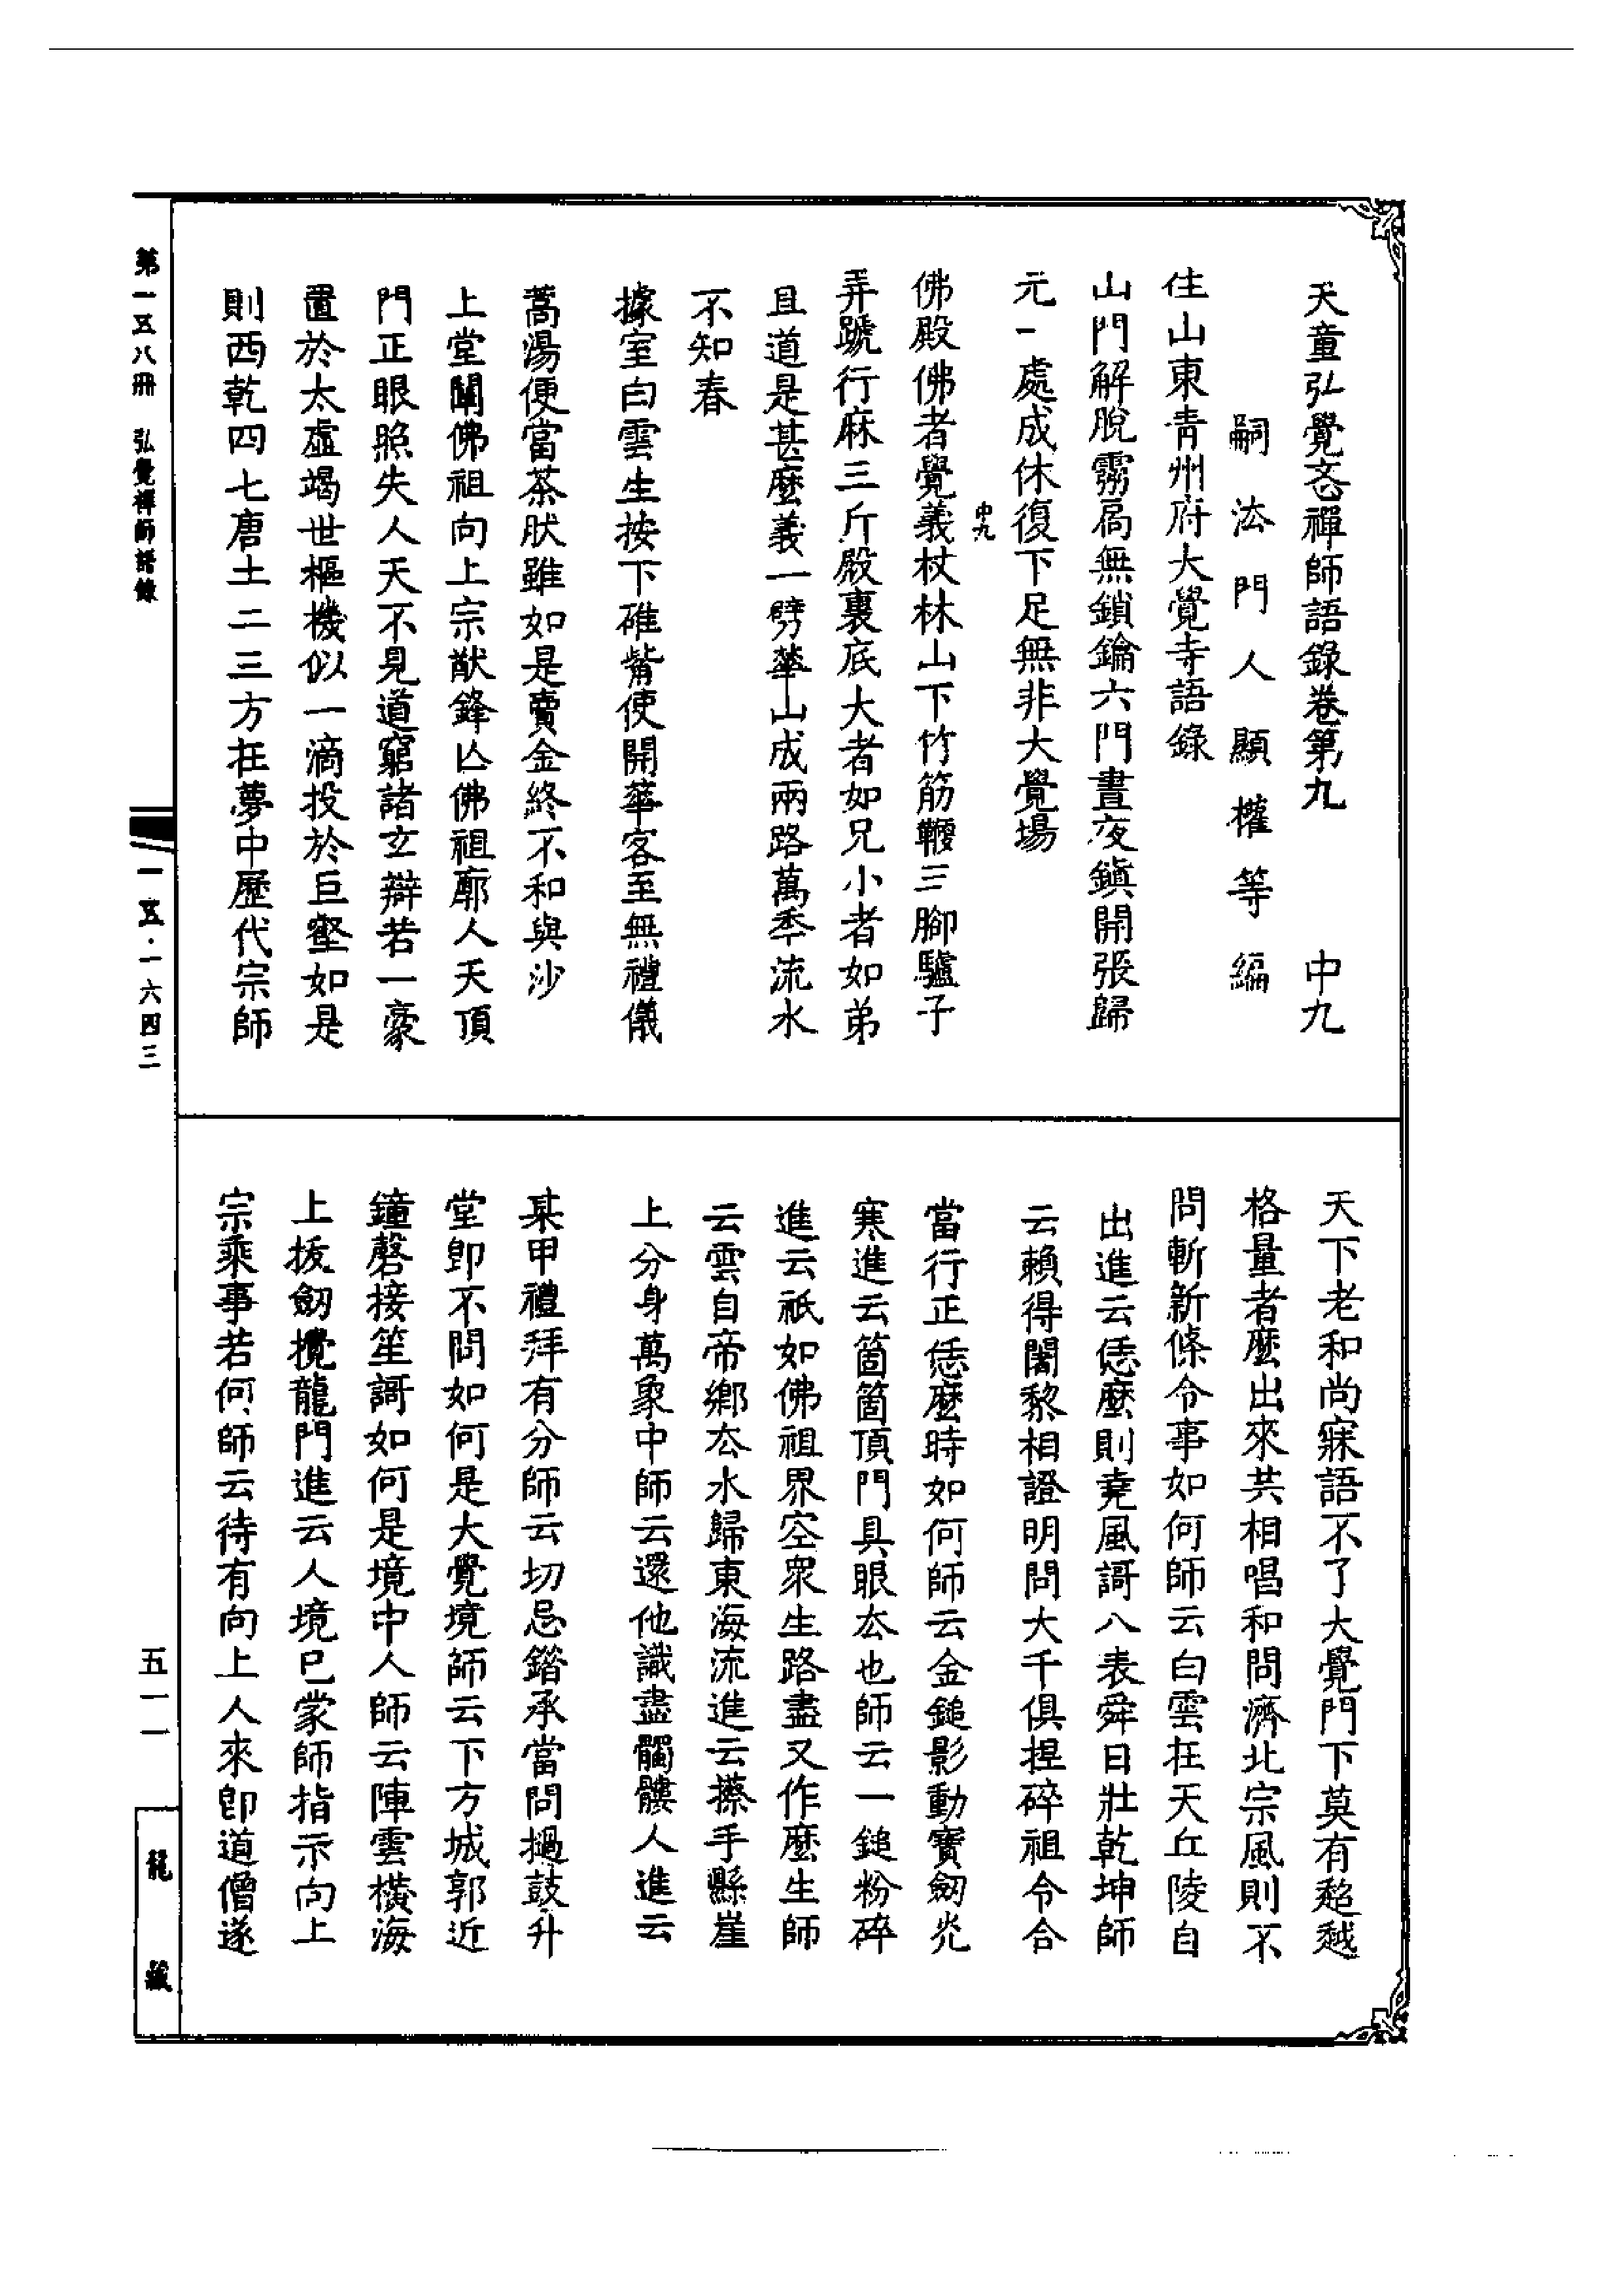 天童弘覺忞禪師語錄卷第九　中九
嗣法門人顯權等編
住山東青州府大覺寺語錄
山門解脫霧扃無鎖鑰六門晝夜鎮開張歸
元一處成休復下足無非大覺場
中九
佛殿佛者覺義杖林山下竹筋鞭三腳驢子
弄蹏行麻三斤殿裏底大者如兄小者如弟
且道是甚麼義一劈華山成兩路萬秊流水
不知春
據室白雲生按下碓觜便開華客至無禮儀
蒿湯便當茶狀雖如是賣金終不和與沙
上堂闡佛祖向上宗猷鋒亾佛祖廓人天頂
門正眼照失人天不見道窮諸玄辯若一豪
置於太虛竭世樞機似一滴投於巨壑如是
則西乾四七唐土二三方在夢中歷代宗師
天下老和尚寐語不了大覺門下莫有超越
格量者麼出來共相唱和問濟北宗風則不
問斬新條令事如何師云白雲在天丘陵自
出進云恁麼則堯風謌八表舜日壯乾坤師
云賴得闍黎相證明問大千俱捏碎祖令合
當行正恁麼時如何師云金鎚影動寶劒光
寒進云箇箇頂門具眼去也師云一鎚粉碎
進云祇如佛祖界空衆生路盡又作麼生師
云雲自帝鄉去水歸東海流進云攃手懸崖
上分身萬象中師云還他識盡髑髏人進云
某甲禮拜有分師云切忌錯承當問撾鼓升
堂卽不問如何是大覺境師云下方城郭近
鐘磬接笙謌如何是境中人師云陣雲橫海
上拔劒攪龍門進云人境已蒙師指示向上
宗乘事若何師云待有向上人來卽道僧遂
第一五八冊　弘覺禪師語錄
一五·一六四三
五一一
龍藏